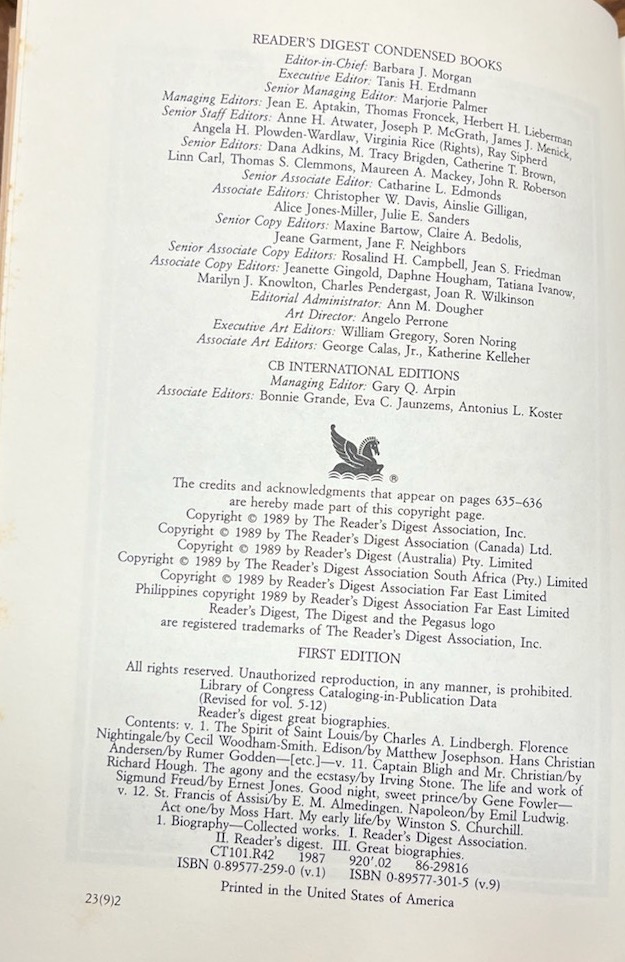 READER'S DIGEST CONDENSED BOOKS
Editor-in-Chief: Barbara J. Morgan
Executive Editor: Tanis H. Erdmann
Senior Managing Editor: Marjorie Palmer
Managing Editors: Jean E. Aptakin, Thomas Froncek, Herbert H. Lieberman
Senior Staff Editors: Anne H. Atwater, Joseph P. McGrath, James J. Menick,
Angela H. Plowden-Wardlaw, Virginia Rice (Rights), Ray Sipherd
Senior Editors: Dana Adkins, M. Tracy Brigden, Catherine T. Brown,
Linn Carl, Thomas S. Clemmons, Maureen A. Mackey, John R. Roberson
Senior Associate Editor: Catharine L. Edmonds
Associate Editors: Christopher W. Davis, Ainslie Gilligan,
Alice Jones-Miller, Julie E. Sanders
Senior Copy Editors: Maxine Bartow, Claire A. Bedolis,
Jeane Garment, Jane F. Neighbors
Senior Associate Copy Editors: Rosalind H. Campbell, Jean S. Friedman
Associate Copy Editors: Jeanette Gingold, Daphne Hougham, Tatiana Ivanow,
Marilyn J. Knowlton, Charles Pendergast, Joan R. Wilkinson
Editorial Administrator: Ann M. Dougher
Art Director: Angelo Perrone
Executive Art Editors: William Gregory, Soren Noring
Associate Art Editors: George Calas, Jr., Katherine Kelleher
CB INTERNATIONAL EDITIONS
Managing Editor: Gary Q. Arpin
Associate Editors: Bonnie Grande, Eva C. Jaunzems, Antonius L. Koster
®
The credits and acknowledgments that appear on pages 635–636
are hereby made part of this copyright page.
Copyright © 1989 by The Reader's Digest Association, Inc.
Copyright © 1989 by The Reader's Digest Association (Canada) Ltd.
Copyright © 1989 by Reader's Digest (Australia) Pty. Limited
Copyright © 1989 by The Reader's Digest Association South Africa (Pty.) Limited
Copyright © 1989 by Reader's Digest Association Far East Limited
Philippines copyright 1989 by Reader's Digest Association Far East Limited
Reader's Digest, The Digest and the Pegasus logo
are registered trademarks of The Reader's Digest Association, Inc.
FIRST EDITION
All rights reserved. Unauthorized reproduction, in any manner, is prohibited.
Library of Congress Cataloging-in-Publication Data
(Revised for vol. 5-12)
Reader's digest great biographies.
Contents: v. 1. The Spirit of Saint Louis/by Charles A. Lindbergh. Florence
Nightingale/by Cecil Woodham-Smith. Edison/by Matthew Josephson. Hans Christian
Andersen/by Rumer Godden—[etc.]—v. 11. Captain Bligh and Mr. Christian/by
Richard Hough. The agony and the ecstasy/by Irving Stone. The life and work of
Sigmund Freud/by Ernest Jones. Good night, sweet prince/by Gene Fowler—
v. 12. St. Francis of Assisi/by E. M. Almedingen. Napoleon/by Emil Ludwig.
Act one/by Moss Hart. My early life/by Winston S. Churchill.
1. Biography—Collected works. I. Reader's Digest Association.
II. Reader's digest. III. Great biographies.
CT101.R42 1987 920'.02 86-29816
ISBN 0-89577-259-0 (v.1) ISBN 0-89577-301-5 (v.9)
Printed in the United States of America
23(9)2